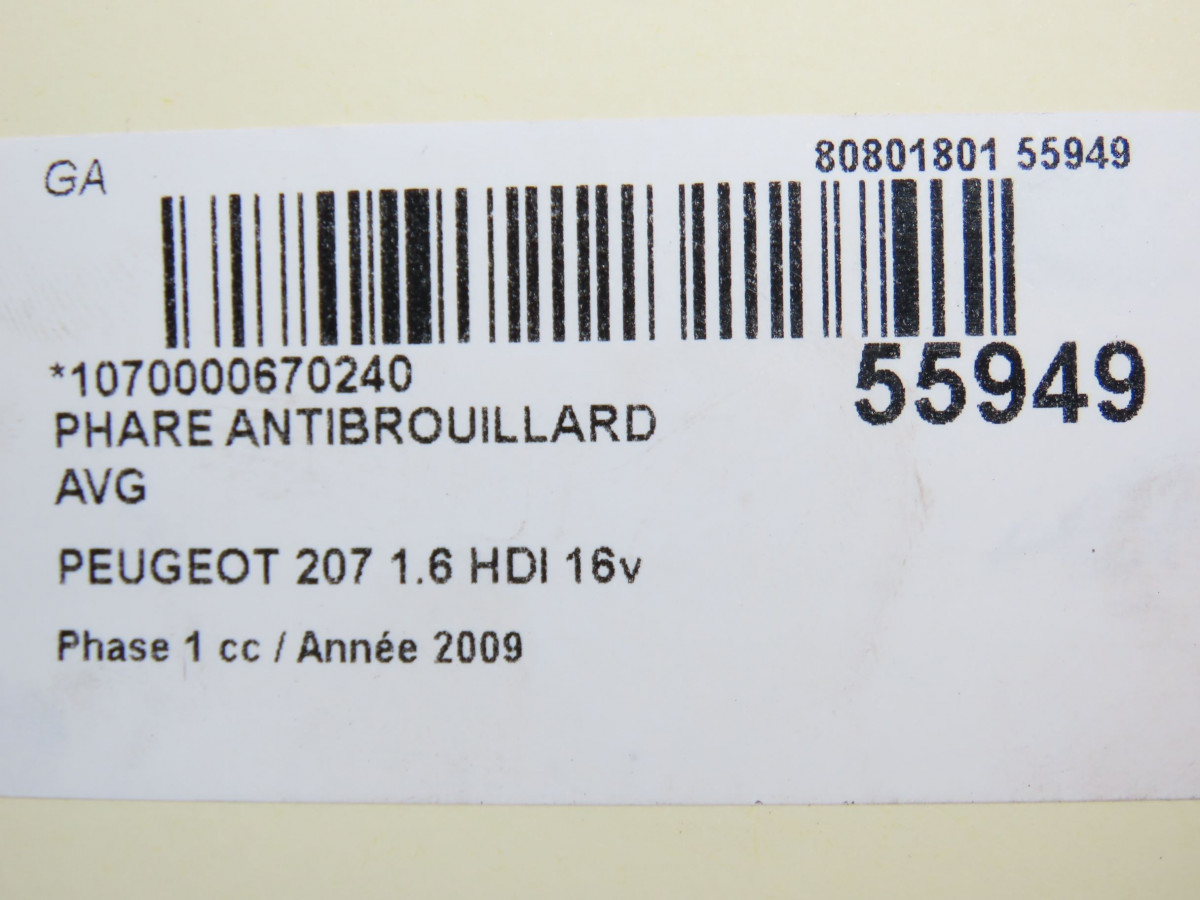 GA
80801801 55949
*1070000670240
55949
PHARE ANTIBROUILLARD
AVG
PEUGEOT 207 1.6 HDI 16v
Phase 1 cc / Année 2009